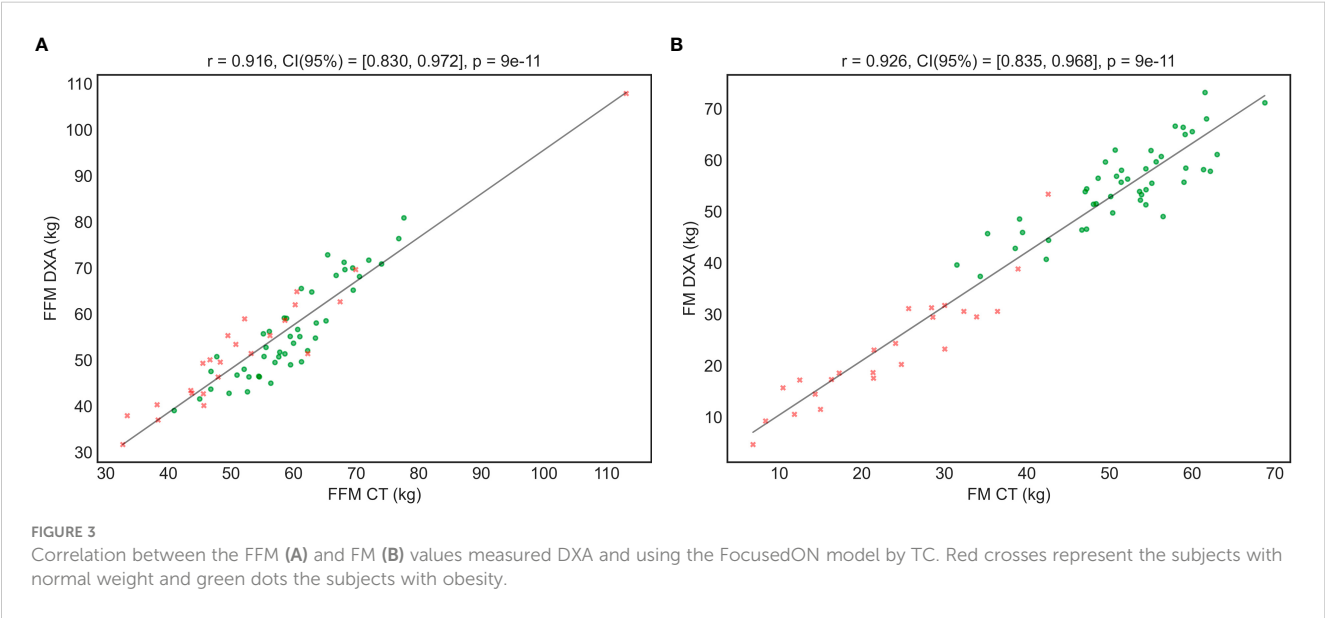 A
r = 0.916, CI(95%) = [0.830, 0.972], p = 9e-11
110
100
90
80
70
60
50
40
30
FFM DXA (kg)
30 40 50 60 70 80 90 100 110
FFM CT (kg)
B
r = 0.926, CI(95%) = [0.835, 0.968], p = 9e-11
70
60
50
40
30
20
10
FM DXA (kg)
10 20 30 40 50 60 70
FM CT (kg)
FIGURE 3
Correlation between the FFM (A) and FM (B) values measured DXA and using the FocusedON model by TC. Red crosses represent the subjects with
normal weight and green dots the subjects with obesity.